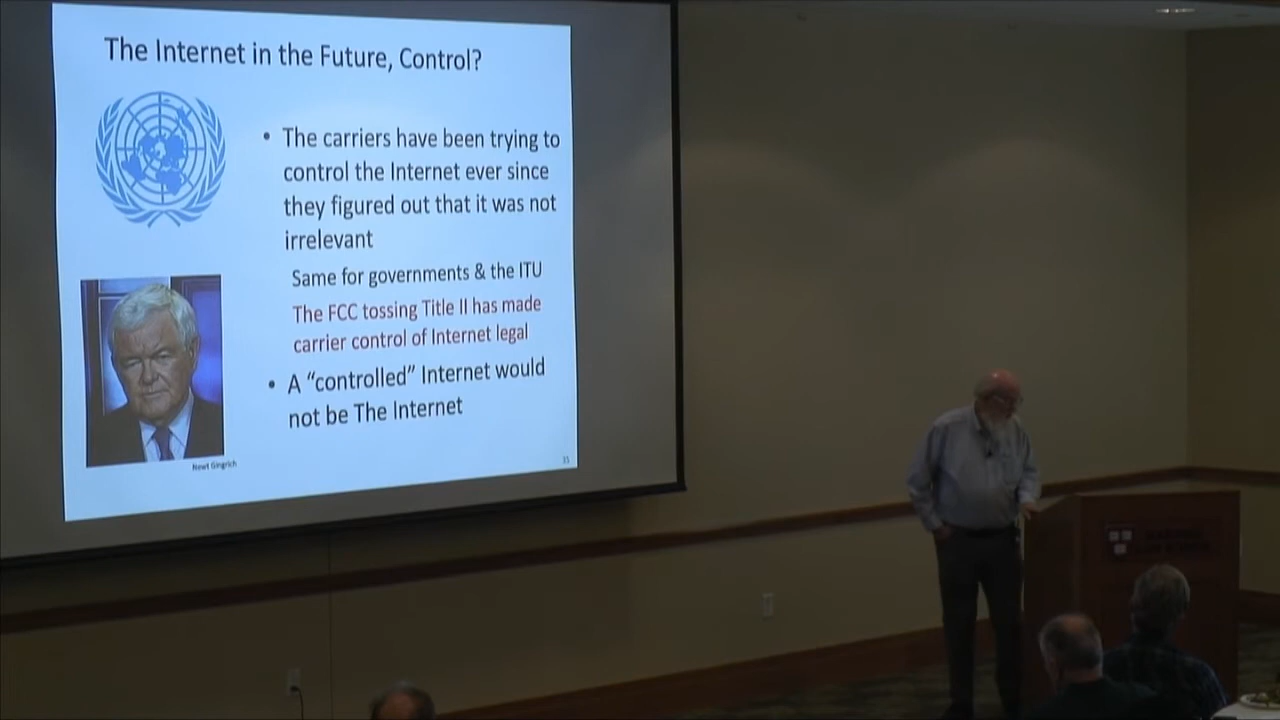 The Internet in the Future, Control?
• The carriers have been trying to
control the Internet ever since
they figured out that it was not
irrelevant
Same for governments & the ITU
The FCC tossing Title II has made
carrier control of Internet legal
• A “controlled” Internet would
not be The Internet
Newt Gingrich